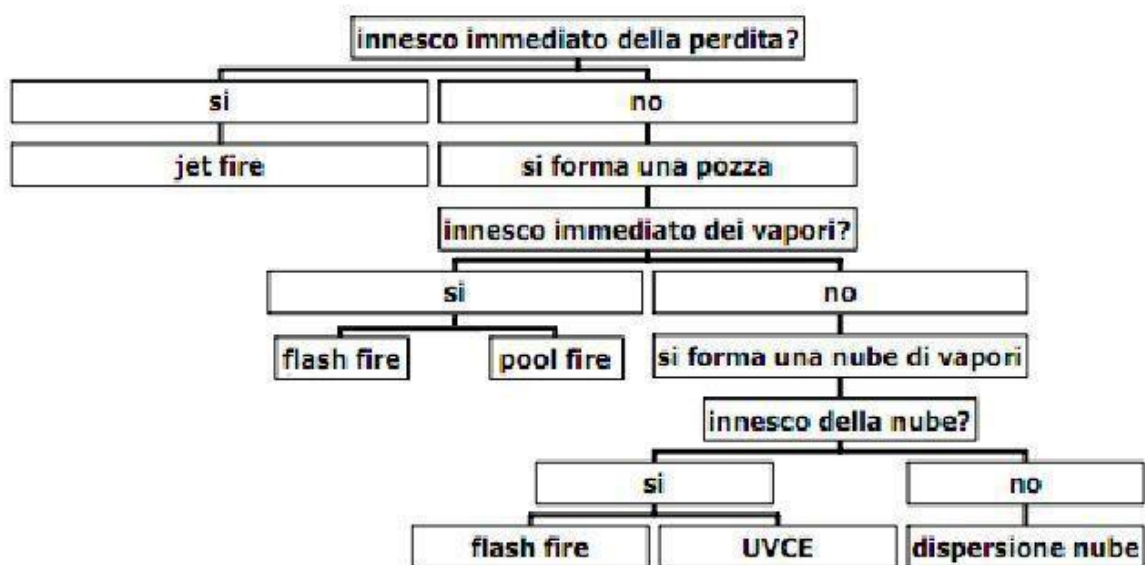 innesco immediato della perdita?
si
no
jet fire
si forma una pozza
innesco immediato dei vapori?
si
no
flash fire
pool fire
si forma una nube di vapori
innesco della nube?
si
no
flash fire
UVCE
dispersione nube